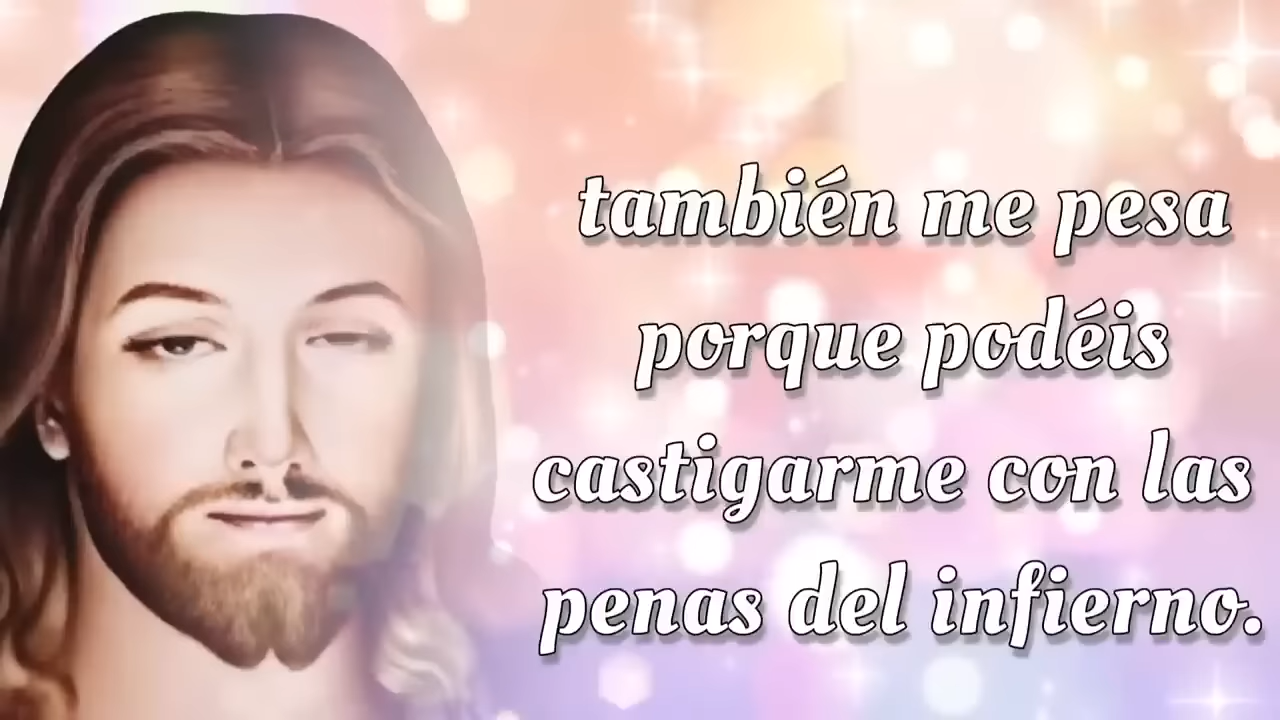 también me pesa
porque podéis
castigarme con las
penas del infierno.